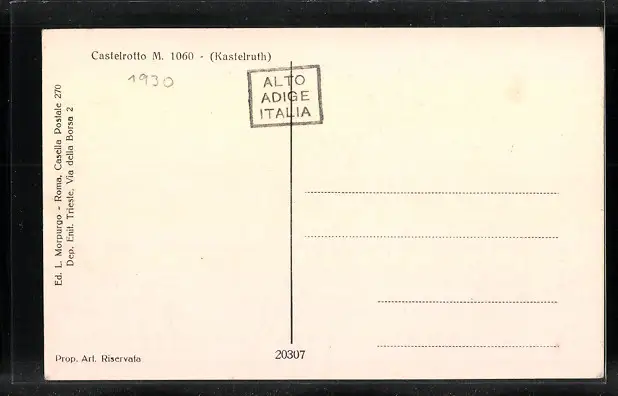 Castelrotto M. 1060 - (Kastelruth)
1930
ALTO
ADIGE
ITALIA
Ed. L. Morpurgo - Roma, Casella Postale 270
Dep. Enit, Trieste, Via della Borsa 2
Prop. Art. Riservata
20307